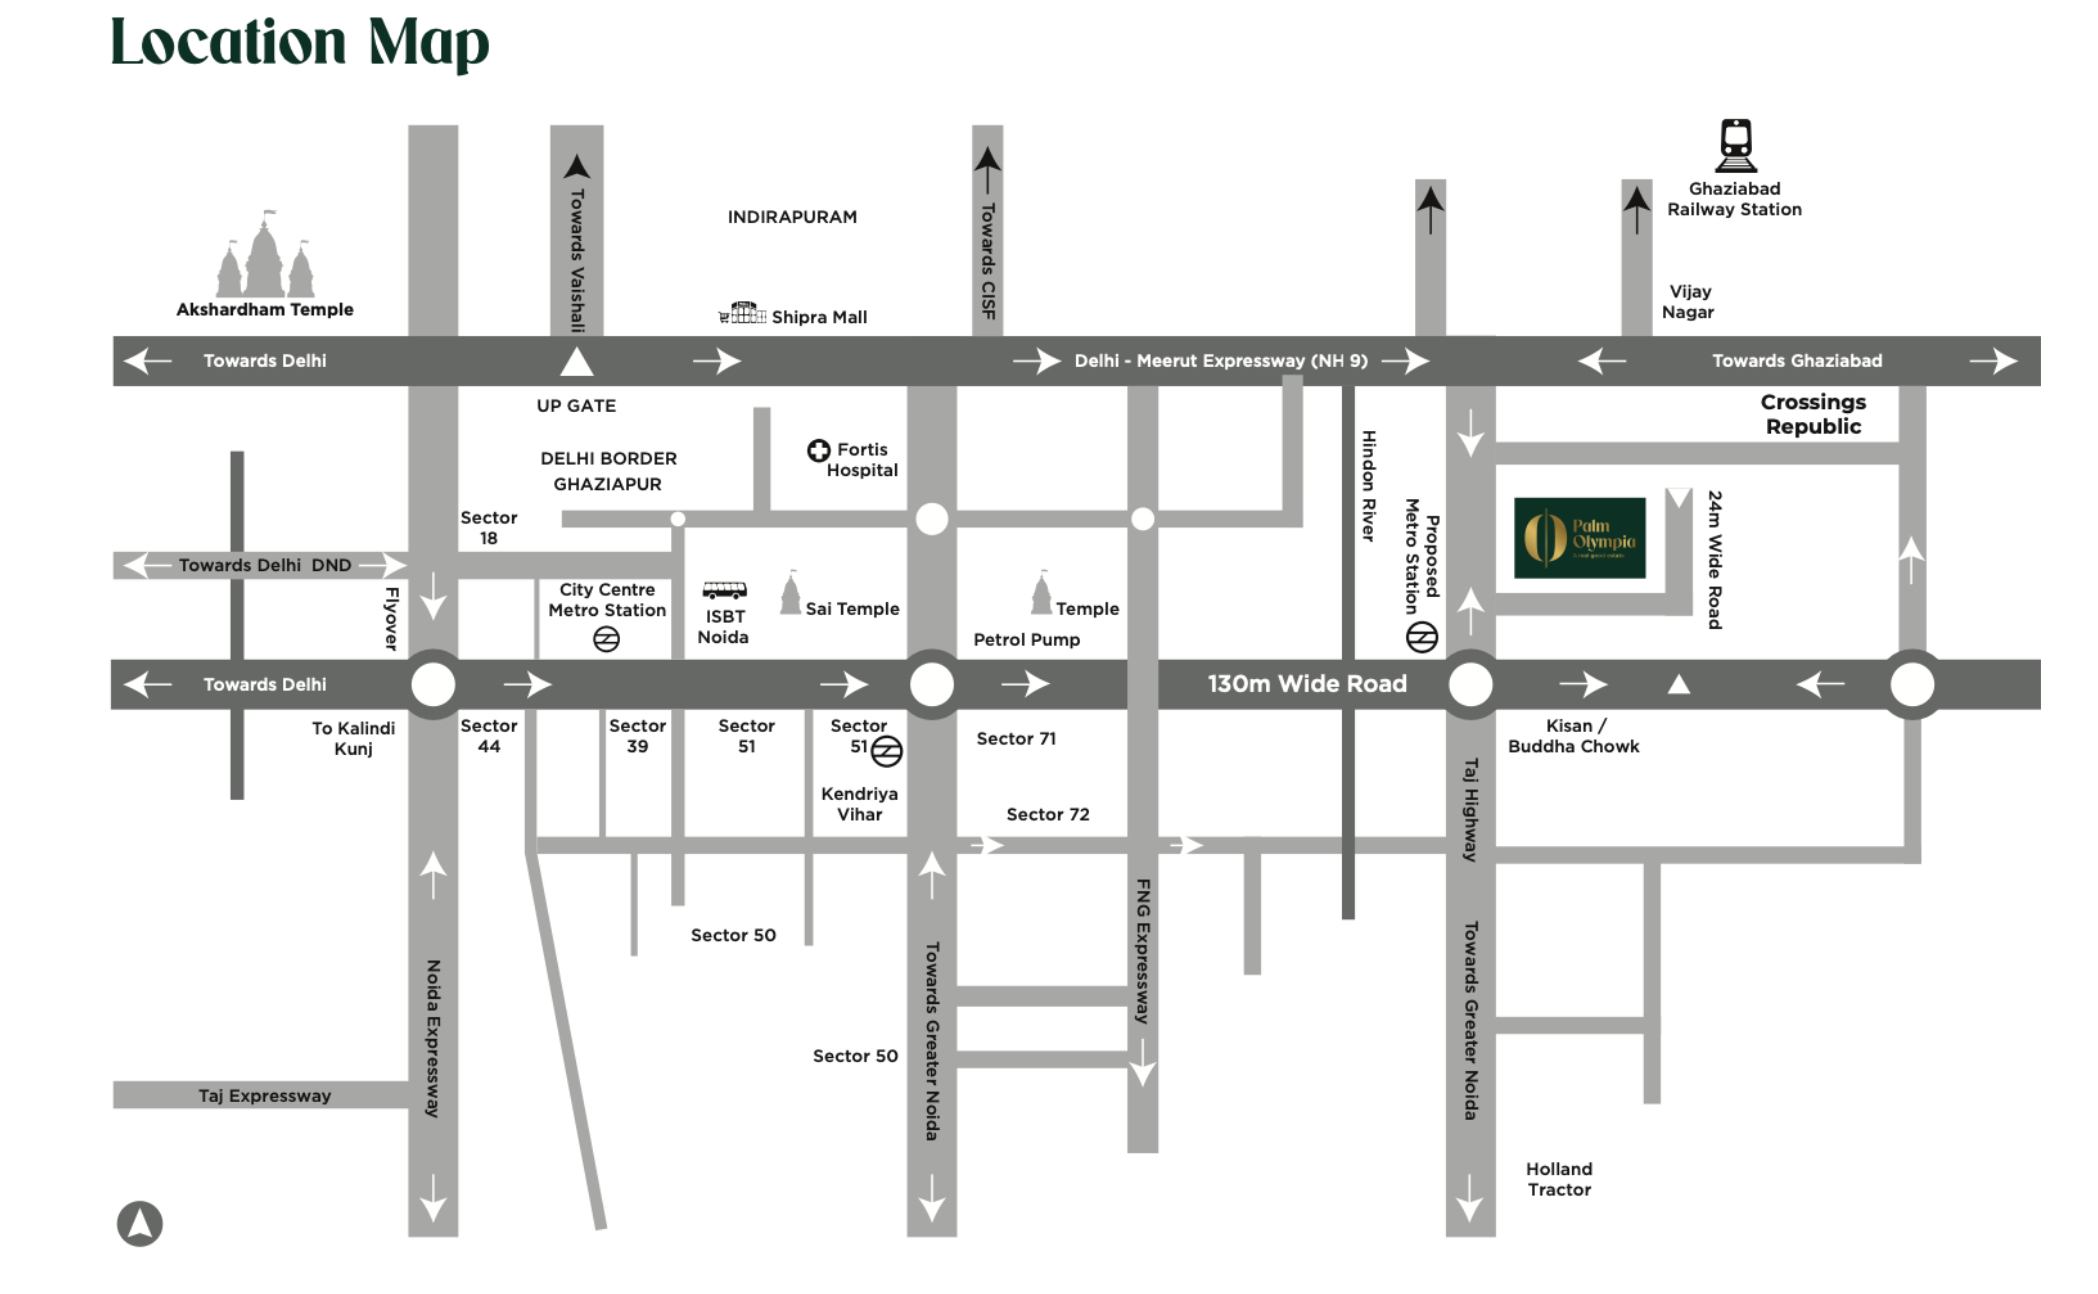 Location Map
Ghaziabad
Railway Station
Towards Vaishali
Towards CISF
INDIRAPURAM
Akshardham Temple
Shipra Mall
Vijay
Nagar
Towards Delhi
Delhi - Meerut Expressway (NH 9)
Towards Ghaziabad
UP GATE
Crossings
Republic
DELHI BORDER
GHAZIAPUR
Fortis
Hospital
Hindon River
Proposed
Metro Station
24m Wide Road
Palm
Olympia
Sector
18
Towards Delhi DND
Flyover
City Centre
Metro Station
ISBT
Noida
Sai Temple
Temple
Petrol Pump
Towards Delhi
130m Wide Road
To Kalindi
Kunj
Sector
44
Sector
39
Sector
51
Sector
51
Sector 71
Kisan /
Buddha Chowk
Kendriya
Vihar
Sector 72
Taj Highway
FNG Expressway
Sector 50
Noida Expressway
Towards Greater Noida
Towards Greater Noida
Sector 50
Taj Expressway
Holland
Tractor